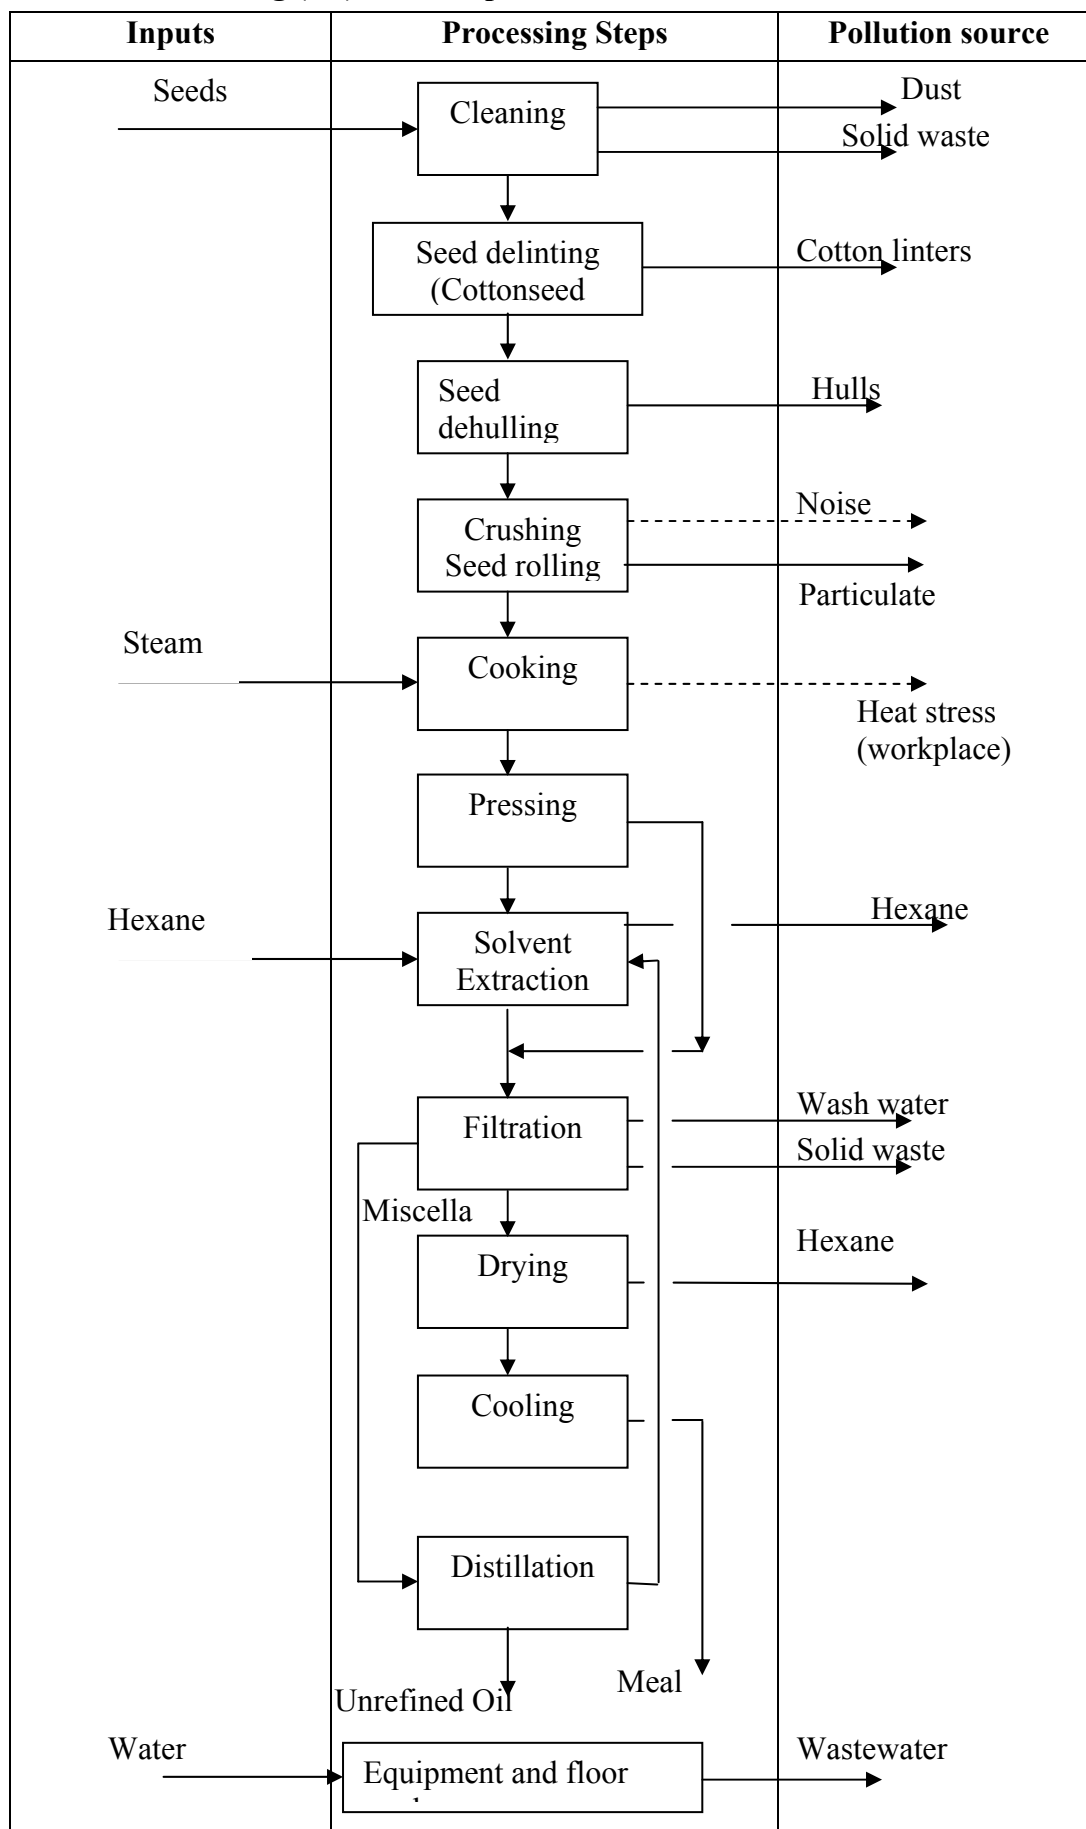 Inputs
Processing Steps
Pollution source
Seeds
Cleaning
Dust
Solid waste
Seed delinting
(Cottonseed
Cotton linters
Seed
dehulling
Hulls
Crushing
Seed rolling
Noise
Particulate
Steam
Cooking
Heat stress
(workplace)
Pressing
Hexane
Solvent
Extraction
Hexane
Filtration
Wash water
Solid waste
Miscella
Drying
Hexane
Cooling
Distillation
Meal
Unrefined Oil
Water
Equipment and floor
Wastewater